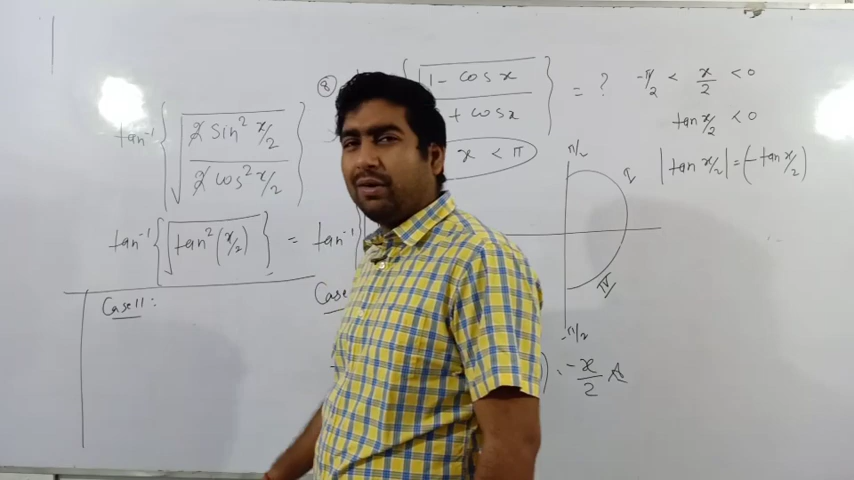 ⑧ { √(1 - cos x / + cos x) } = ?
x < π
tan⁻¹ { √(2 sin² x/2 / 2 cos² x/2) }
tan⁻¹ { √(tan² (x/2)) } = tan⁻¹ {
-π/2 < x/2 < 0
tan x/2 < 0
|tan x/2| = (- tan x/2)
π/2
IV
-π/2
Case II :
Case
) = -x/2